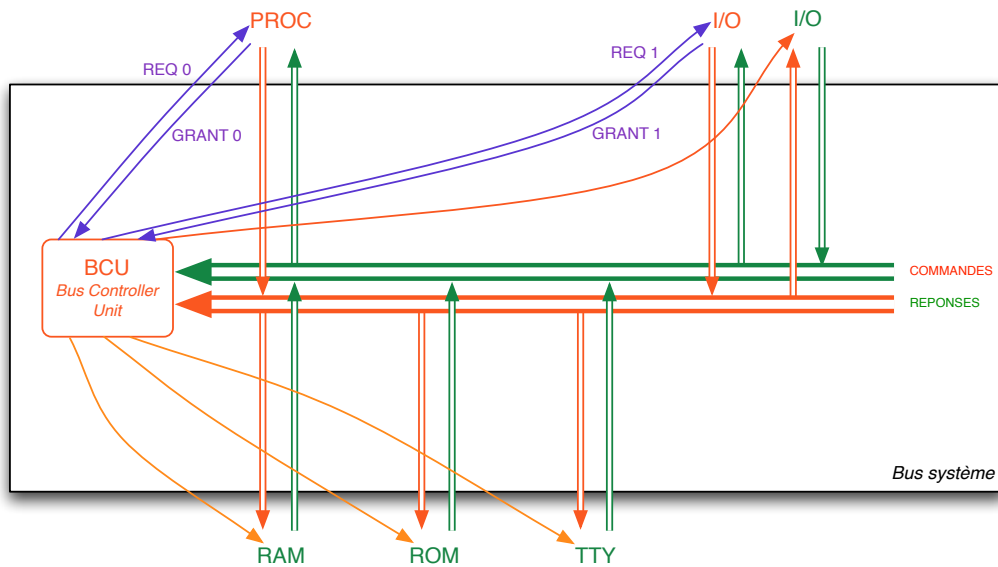 PROC
I/O
I/O
REQ 0
REQ 1
GRANT 0
GRANT 1
BCU
Bus Controller
Unit
COMMANDES
REPONSES
Bus système
RAM
ROM
TTY